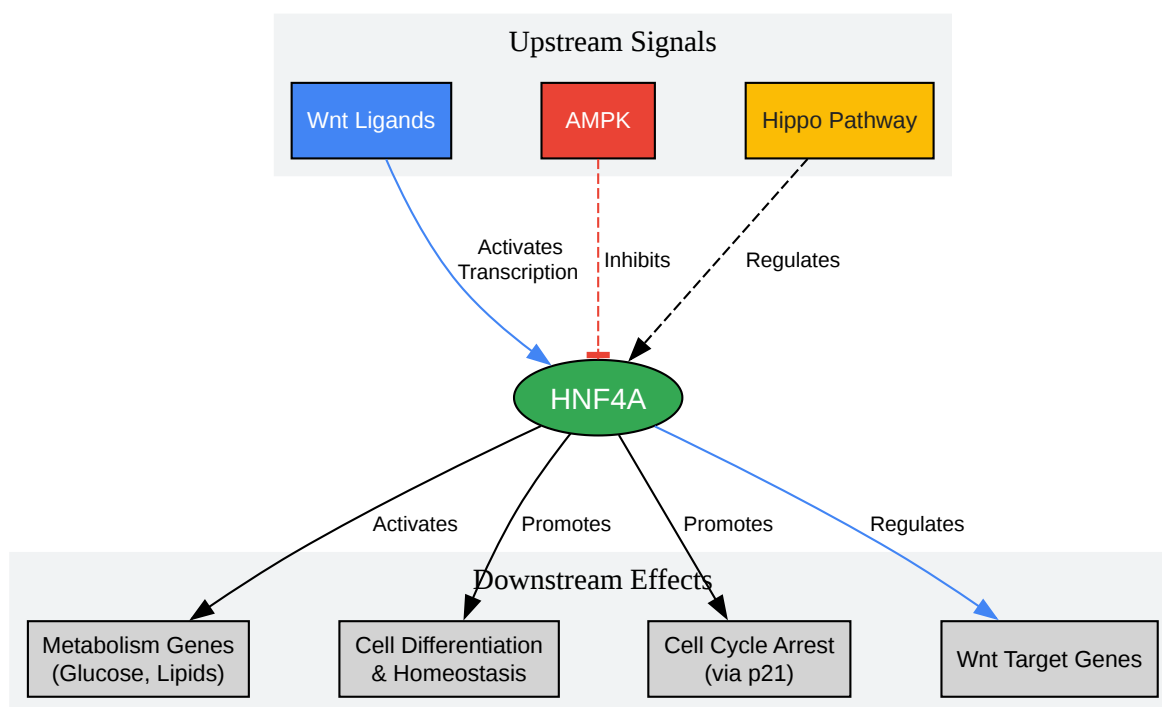 Upstream Signals
Wnt Ligands
AMPK
Hippo Pathway
Activates
Transcription
Inhibits
Regulates
HNF4A
Activates
Promotes
Promotes
Regulates
Downstream Effects
Metabolism Genes
(Glucose, Lipids)
Cell Differentiation
& Homeostasis
Cell Cycle Arrest
(via p21)
Wnt Target Genes